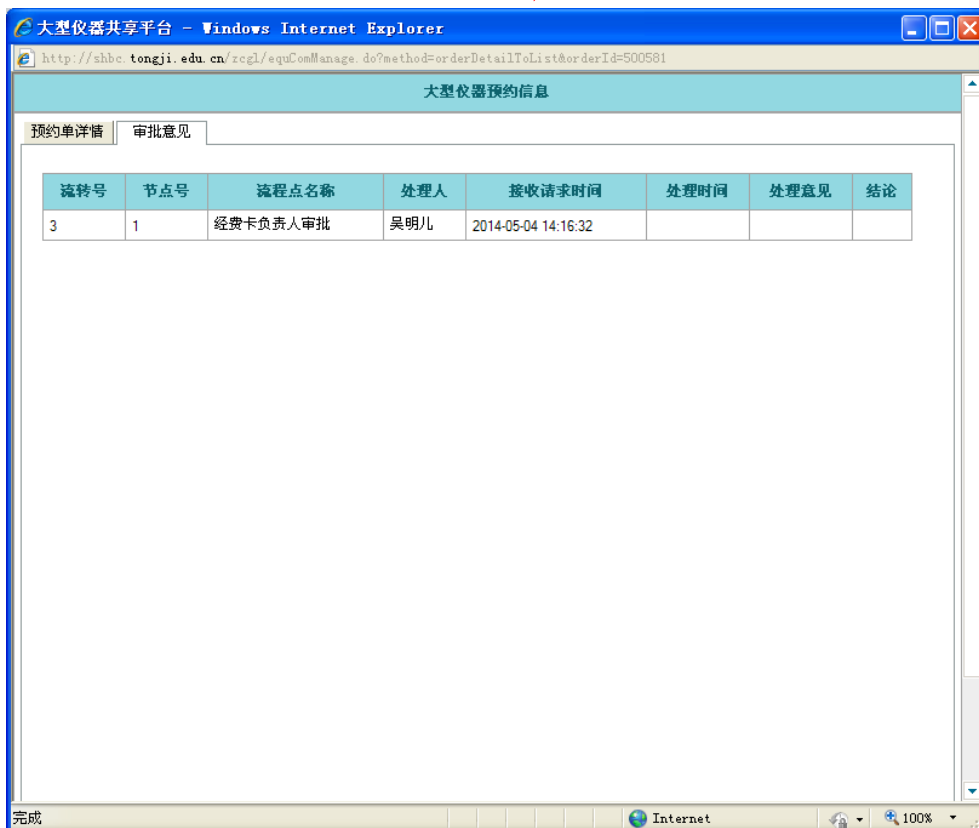 大型仪器共享平台 - Windows Internet Explorer
http://shbc.tongji.edu.cn/zcgl/equComManage.do?method=orderDetailToList&orderId=500581
大型仪器预约信息
预约单详情 审批意见
流转号 节点号 流程点名称 处理人 接收请求时间 处理时间 处理意见 结论
3 1 经费卡负责人审批 吴明儿 2014-05-04 14:16:32
完成 Internet 100%